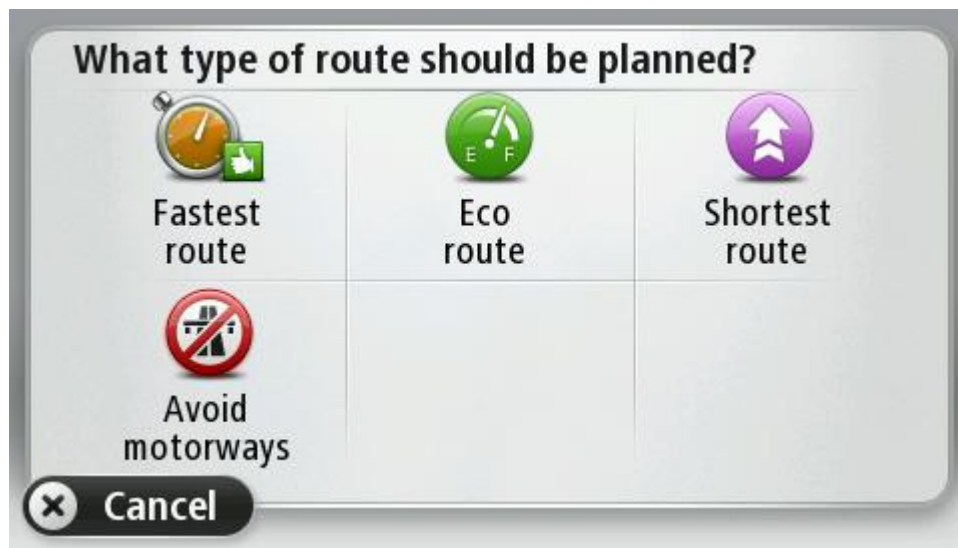 What type of route should be planned?
E F
Fastest
route
Eco
route
Shortest
route
Avoid
motorways
Cancel